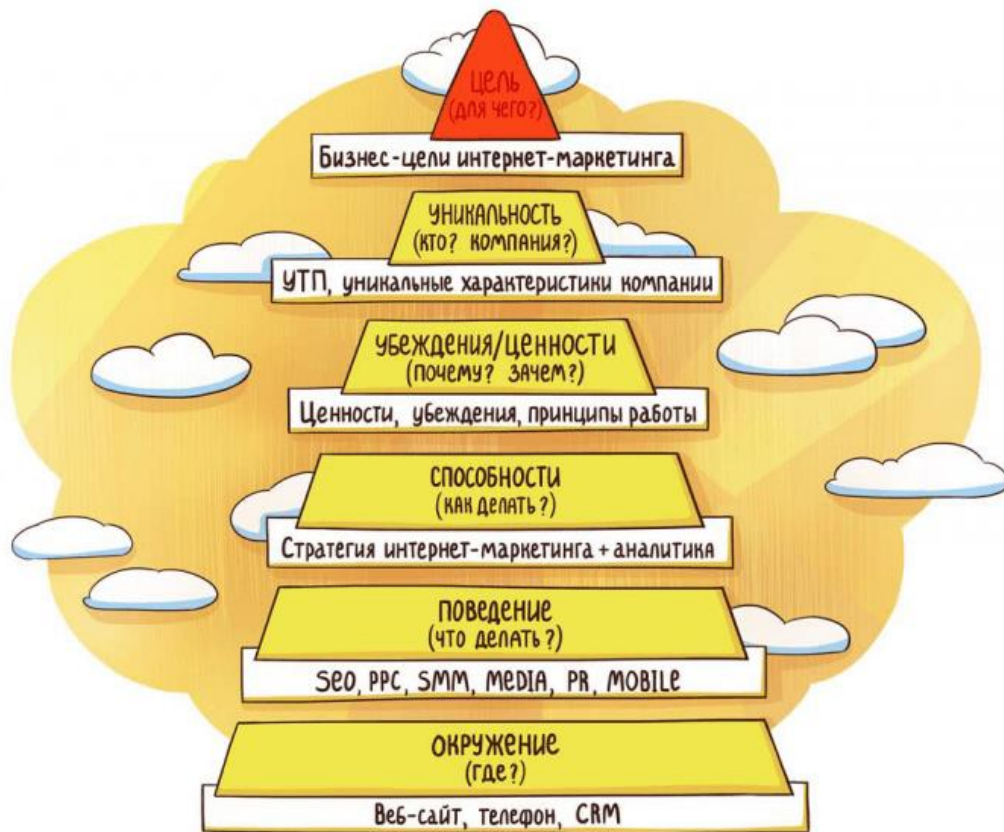 ЦЕЛЬ
(ДЛЯ ЧЕГО?)
Бизнес-цели интернет-маркетинга
УНИКАЛЬНОСТЬ
(КТО? КОМПАНИЯ?)
УТП, уникальные характеристики компании
УБЕЖДЕНИЯ/ЦЕННОСТИ
(ПОЧЕМУ? ЗАЧЕМ?)
Ценности, убеждения, принципы работы
СПОСОБНОСТИ
(КАК ДЕЛАТЬ?)
Стратегия интернет-маркетинга + аналитика
ПОВЕДЕНИЕ
(ЧТО ДЕЛАТЬ?)
SEO, PPC, SMM, MEDIA, PR, MOBILE
ОКРУЖЕНИЕ
(ГДЕ?)
Веб-сайт, телефон, CRM